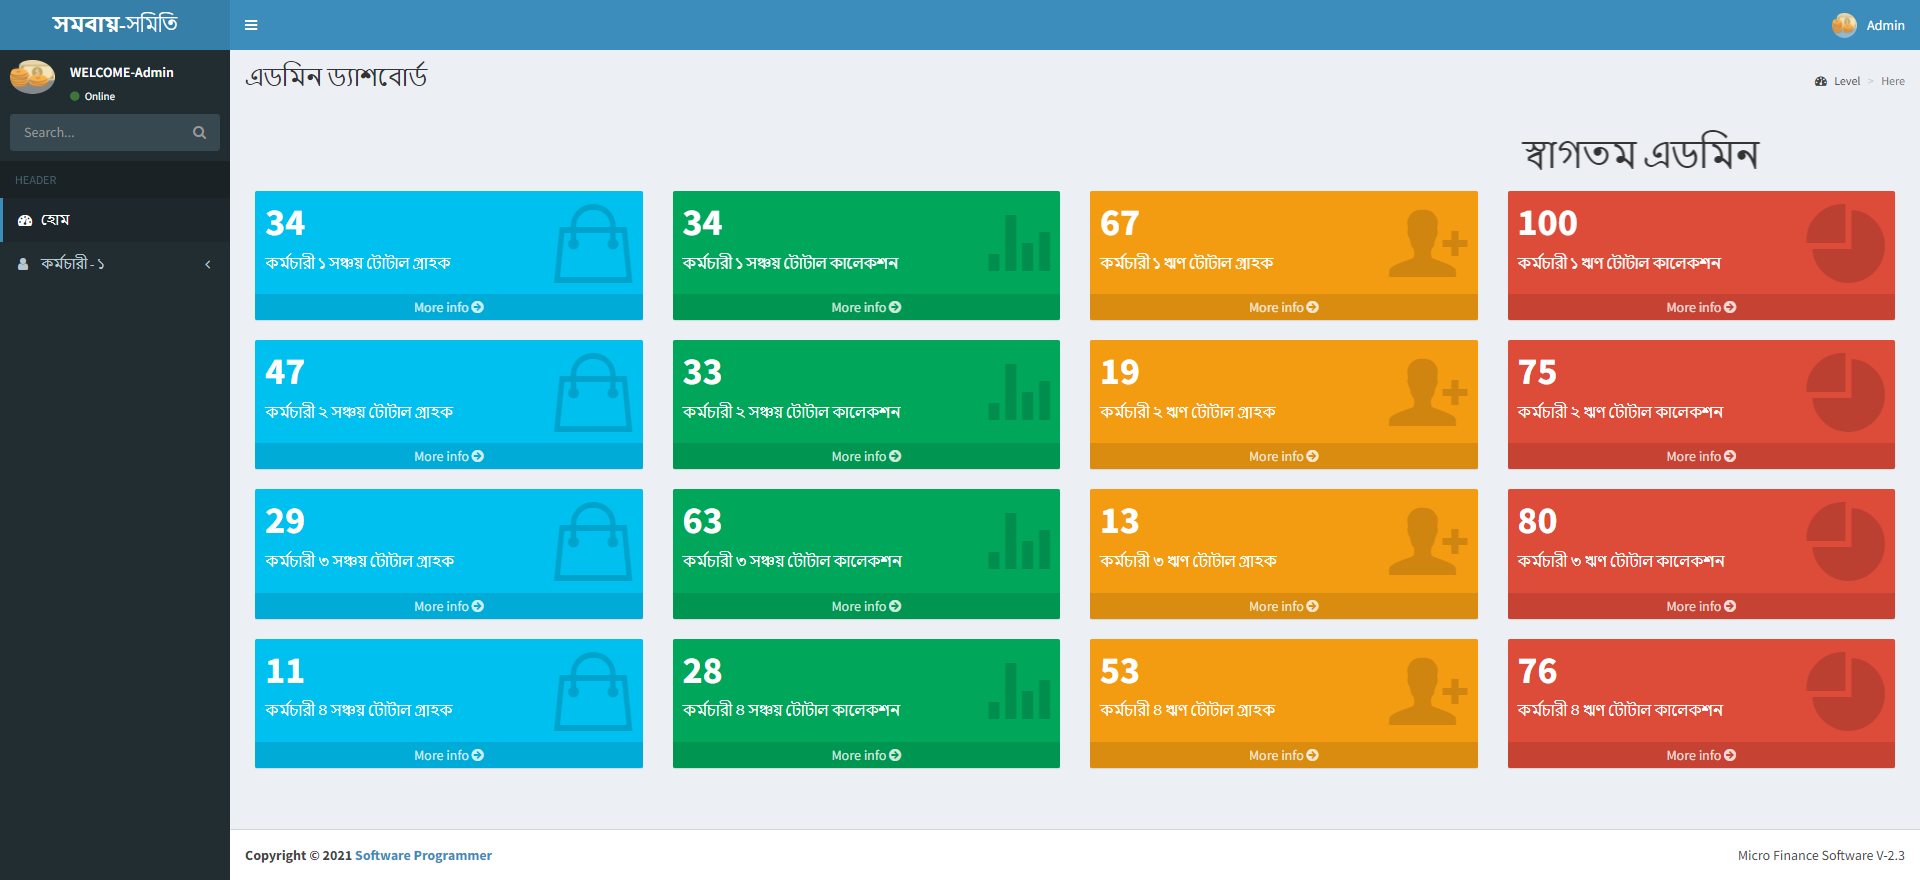 সমবায়-সমিতি
Admin
WELCOME-Admin
Online
Search...
HEADER
হোম
কর্মচারী - ১
এডমিন ড্যাশবোর্ড
Level > Here
স্বাগতম এডমিন
34
কর্মচারী ১ সঞ্চয় টোটাল গ্রাহক
More info
34
কর্মচারী ১ সঞ্চয় টোটাল কালেকশন
More info
67
কর্মচারী ১ ঋণ টোটাল গ্রাহক
More info
100
কর্মচারী ১ ঋণ টোটাল কালেকশন
More info
47
কর্মচারী ২ সঞ্চয় টোটাল গ্রাহক
More info
33
কর্মচারী ২ সঞ্চয় টোটাল কালেকশন
More info
19
কর্মচারী ২ ঋণ টোটাল গ্রাহক
More info
75
কর্মচারী ২ ঋণ টোটাল কালেকশন
More info
29
কর্মচারী ৩ সঞ্চয় টোটাল গ্রাহক
More info
63
কর্মচারী ৩ সঞ্চয় টোটাল কালেকশন
More info
13
কর্মচারী ৩ ঋণ টোটাল গ্রাহক
More info
80
কর্মচারী ৩ ঋণ টোটাল কালেকশন
More info
11
কর্মচারী ৪ সঞ্চয় টোটাল গ্রাহক
More info
28
কর্মচারী ৪ সঞ্চয় টোটাল কালেকশন
More info
53
কর্মচারী ৪ ঋণ টোটাল গ্রাহক
More info
76
কর্মচারী ৪ ঋণ টোটাল কালেকশন
More info
Copyright © 2021 Software Programmer
Micro Finance Software V-2.3